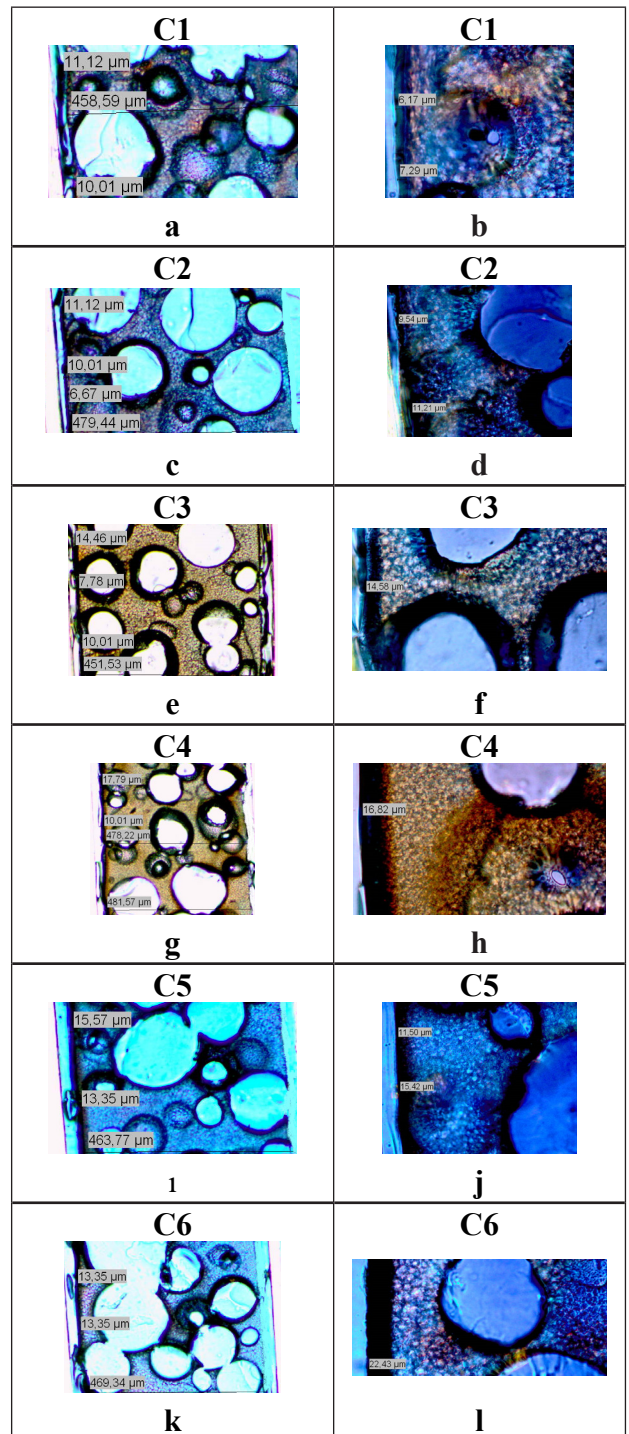 C1
11,12 µm
458,59 µm
10,01 µm
a
C1
6,17 µm
7,29 µm
b
C2
11,12 µm
10,01 µm
6,67 µm
479,44 µm
c
C2
9,54 µm
11,21 µm
d
C3
14,46 µm
7,78 µm
10,01 µm
451,53 µm
e
C3
14,58 µm
f
C4
17,79 µm
10,01 µm
478,22 µm
481,57 µm
g
C4
16,82 µm
h
C5
15,57 µm
13,35 µm
463,77 µm
ı
C5
11,50 µm
15,42 µm
j
C6
13,35 µm
13,35 µm
469,34 µm
k
C6
22,43 µm
l